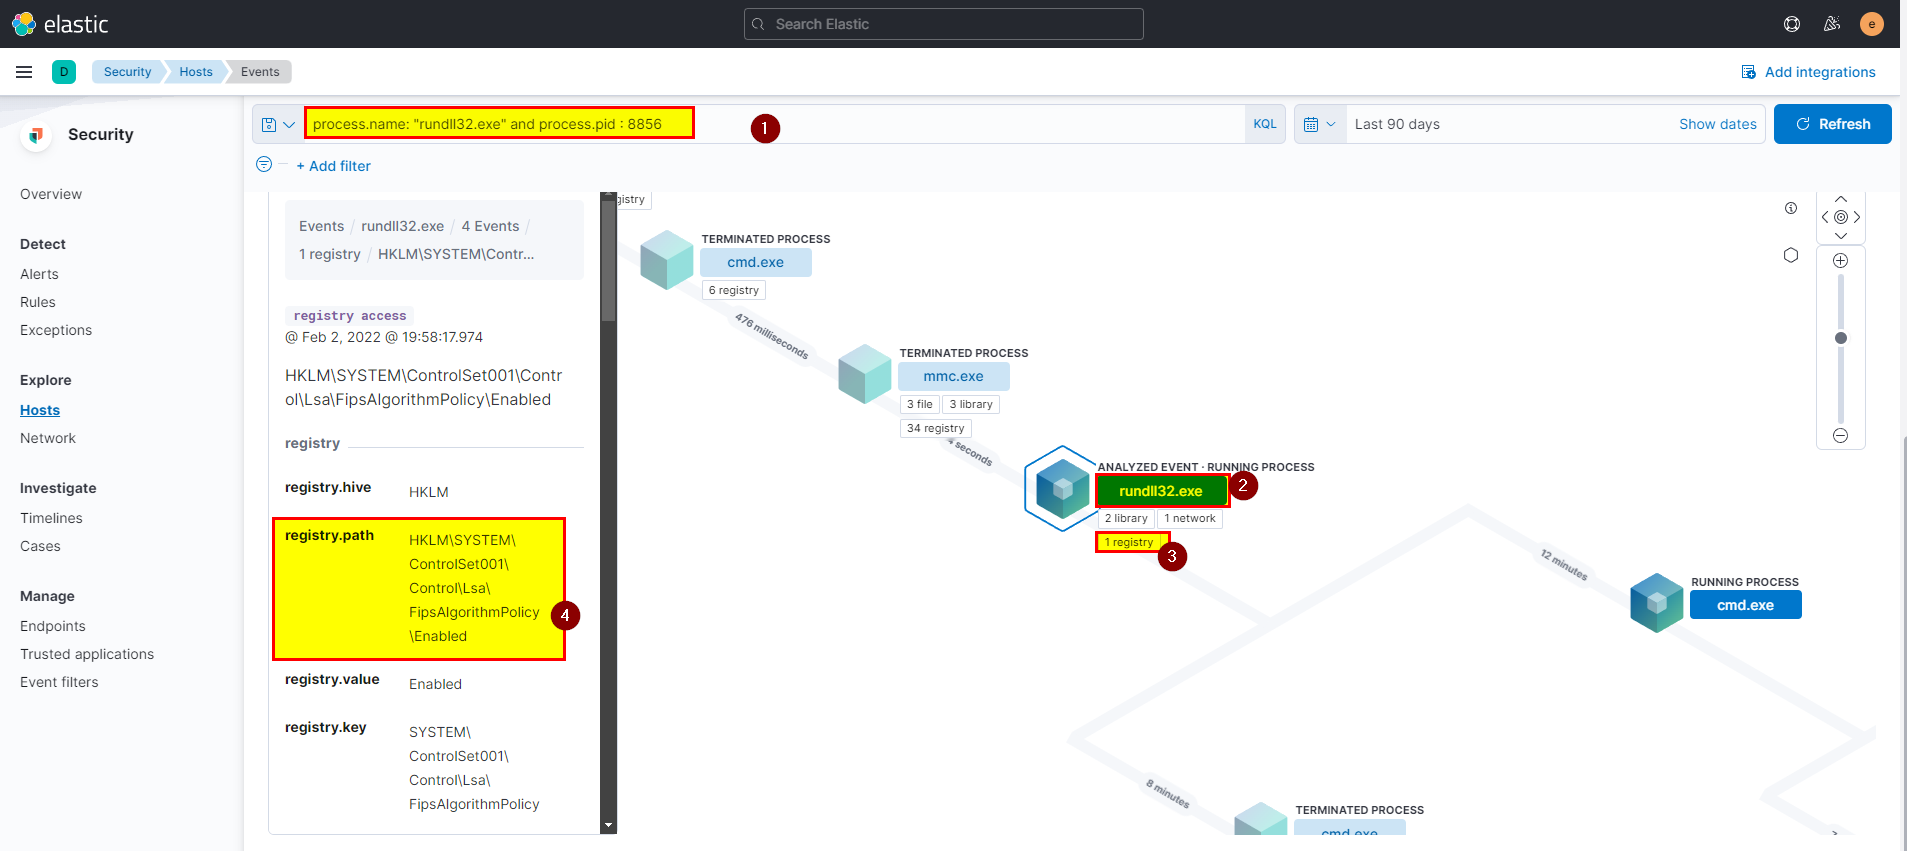 elastic
Search Elastic
e
D
Security
Hosts
Events
Add integrations
Security
Overview
Detect
Alerts
Rules
Exceptions
Explore
Hosts
Network
Investigate
Timelines
Cases
Manage
Endpoints
Trusted applications
Event filters
process.name: "rundll32.exe" and process.pid : 8856
1
KQL
Last 90 days
Show dates
Refresh
+ Add filter
Events / rundll32.exe / 4 Events /
1 registry / HKLM\SYSTEM\Contr...
registry access
@ Feb 2, 2022 @ 19:58:17.974
HKLM\SYSTEM\ControlSet001\Contr
ol\Lsa\FipsAlgorithmPolicy\Enabled
registry
registry.hive
HKLM
registry.path
HKLM\SYSTEM\
ControlSet001\
Control\Lsa\
FipsAlgorithmPolicy
\Enabled
4
registry.value
Enabled
registry.key
SYSTEM\
ControlSet001\
Control\Lsa\
FipsAlgorithmPolicy
gistry
TERMINATED PROCESS
cmd.exe
6 registry
476 milliseconds
TERMINATED PROCESS
mmc.exe
3 file
3 library
34 registry
4 seconds
ANALYZED EVENT · RUNNING PROCESS
rundll32.exe
2
2 library
1 network
1 registry
3
12 minutes
RUNNING PROCESS
cmd.exe
8 minutes
TERMINATED PROCESS
cmd.exe